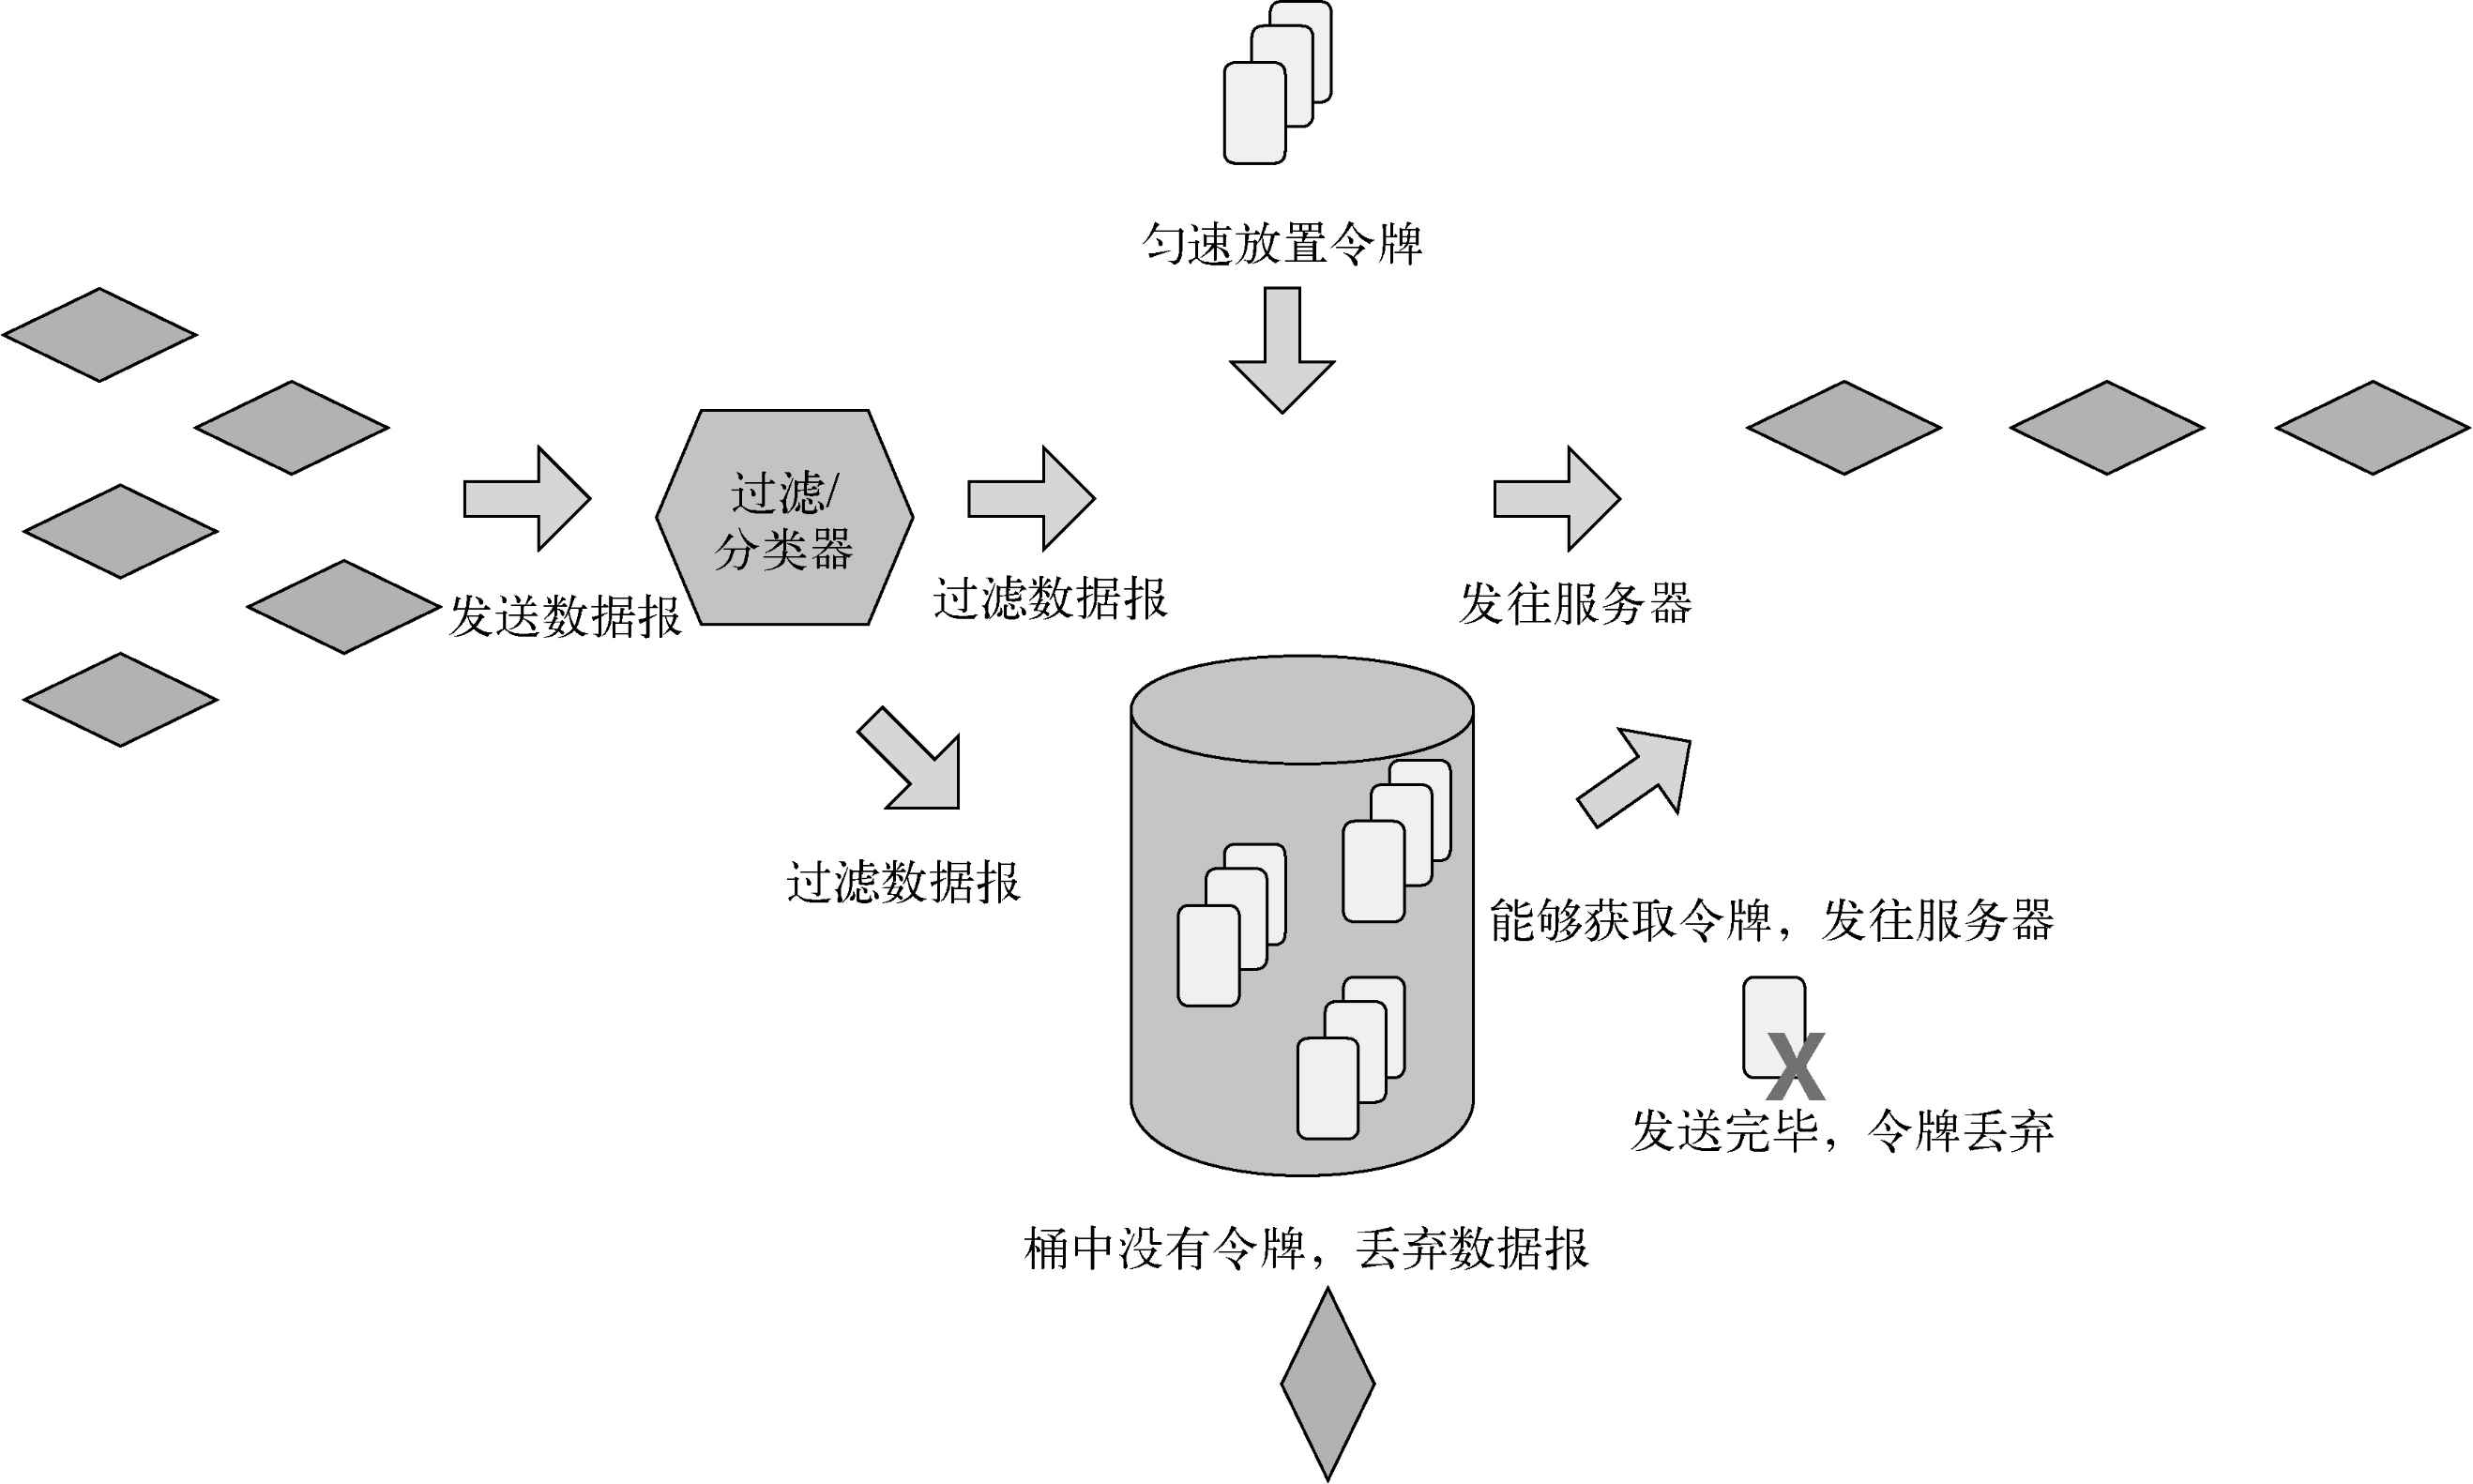 匀速放置令牌
过滤/
分类器
发送数据报
过滤数据报
发往服务器
过滤数据报
能够获取令牌，发往服务器
X
发送完毕，令牌丢弃
桶中没有令牌，丢弃数据报